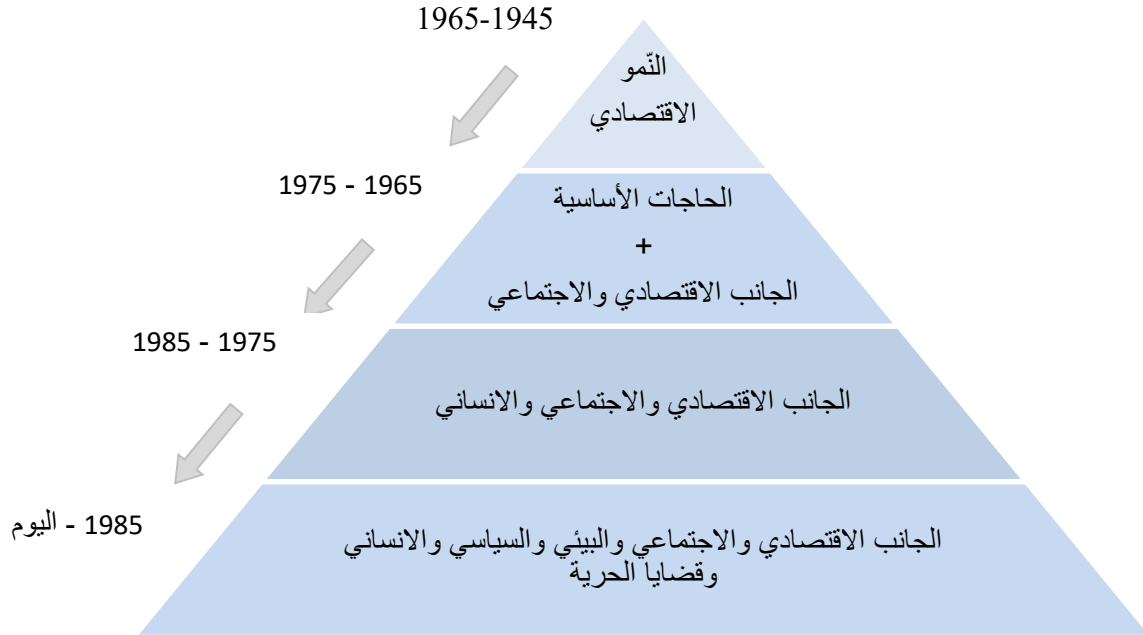 1965-1945
النّمو
الاقتصادي
1975 - 1965
الحاجات الأساسية
+
الجانب الاقتصادي والاجتماعي
1985 - 1975
الجانب الاقتصادي والاجتماعي والانساني
1985 - اليوم
الجانب الاقتصادي والاجتماعي والبيئي والسياسي والانساني
وقضايا الحرية